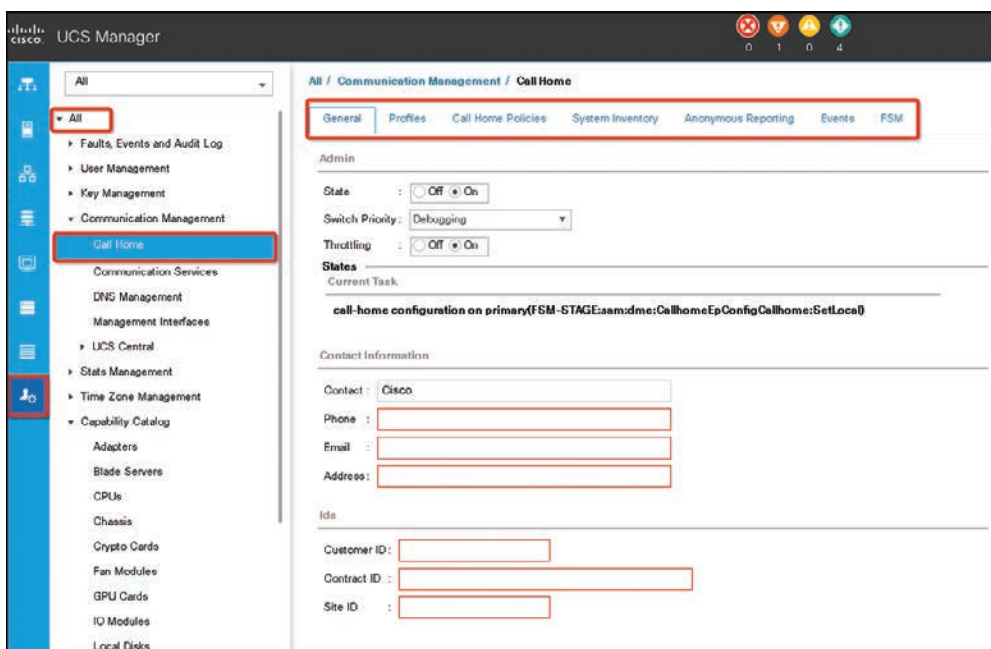 cisco. UCS Manager
0 1 0 4
All
All
Faults, Events and Audit Log
User Management
Key Management
Communication Management
Call Home
Communication Services
DNS Management
Management Interfaces
UCS Central
Stats Management
Time Zone Management
Capability Catalog
Adapters
Blade Servers
CPUs
Chassis
Crypto Cards
Fan Modules
GPU Cards
IO Modules
Local Disks
All / Communication Management / Call Home
General Profiles Call Home Policies System Inventory Anonymous Reporting Events FSM
Admin
State : Off On
Switch Priority : Debugging
Throttling : Off On
States
Current Task
call-home configuration on primary(FSM-STAGE:sam:dme:CallhomeEpConfigCallhome:SetLocal)
Contact Information
Contact : Cisco
Phone :
Email :
Address :
Ids
Customer ID :
Contract ID :
Site ID :